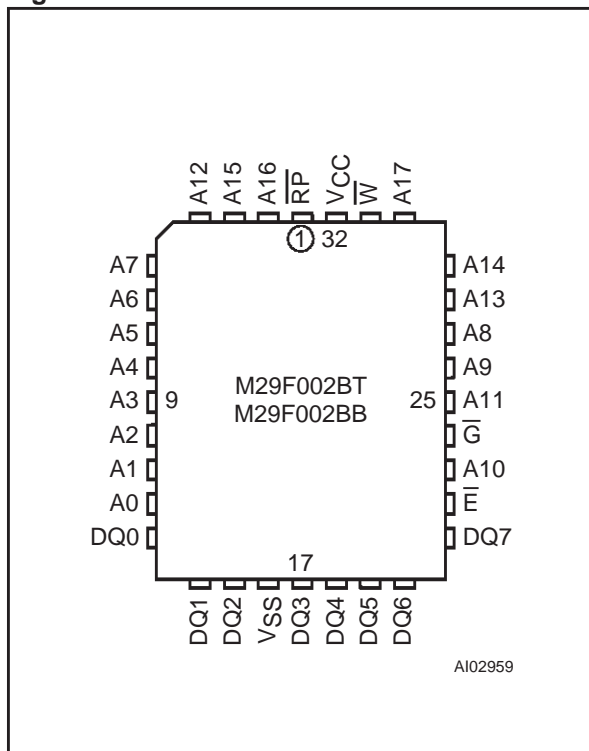 A12 A15 A16 R̅P̅ VCC W̅ A17
1 32
A7 A14
A6 A13
A5 A8
A4 A9
M29F002BT
A3 9 25 A11
M29F002BB
A2 G̅
A1 A10
A0 E̅
DQ0 DQ7
17
DQ1 DQ2 VSS DQ3 DQ4 DQ5 DQ6
AI02959